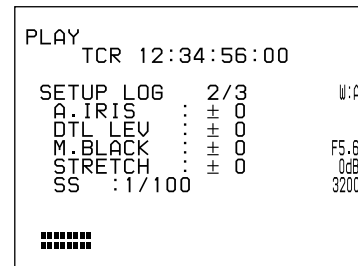 PLAY
TCR 12:34:56:00
SETUP LOG 2/3
A.IRIS : ± 0
DTL LEV : ± 0
M.BLACK : ± 0
STRETCH : ± 0
SS :1/100
W:A
F5.6
0dB
3200